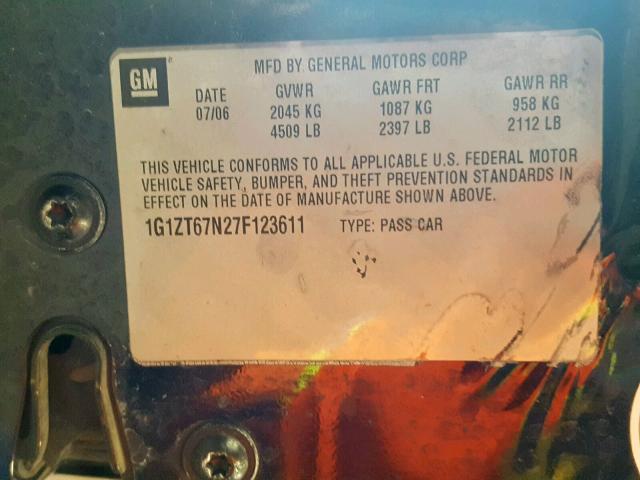 GM
MFD BY GENERAL MOTORS CORP
DATE GVWR GAWR FRT GAWR RR
07/06 2045 KG 1087 KG 958 KG
4509 LB 2397 LB 2112 LB
THIS VEHICLE CONFORMS TO ALL APPLICABLE U.S. FEDERAL MOTOR
VEHICLE SAFETY, BUMPER, AND THEFT PREVENTION STANDARDS IN
EFFECT ON THE DATE OF MANUFACTURE SHOWN ABOVE.
1G1ZT67N27F123611 TYPE: PASS CAR